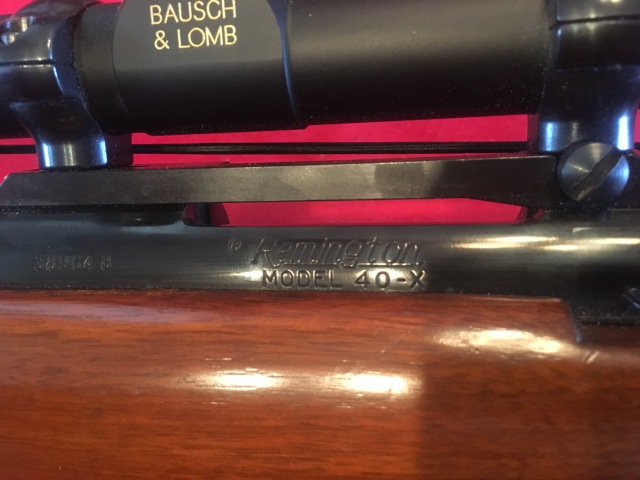 BAUSCH
& LOMB
® Remington®
MODEL 40-X